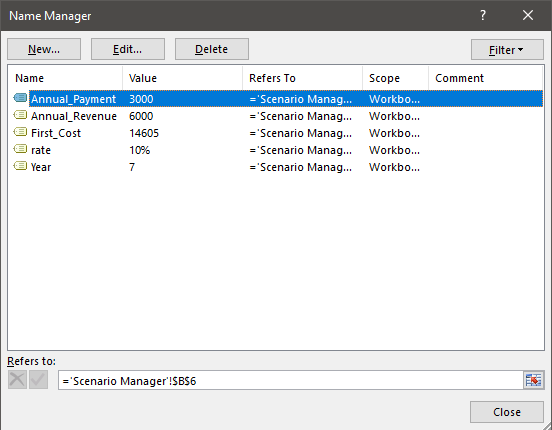 Name Manager
New... Edit... Delete Filter
Name Value Refers To Scope Comment
Annual_Payment 3000 ='Scenario Manag... Workbo...
Annual_Revenue 6000 ='Scenario Manag... Workbo...
First_Cost 14605 ='Scenario Manag... Workbo...
rate 10% ='Scenario Manag... Workbo...
Year 7 ='Scenario Manag... Workbo...
Refers to:
='Scenario Manager'!$B$6
Close